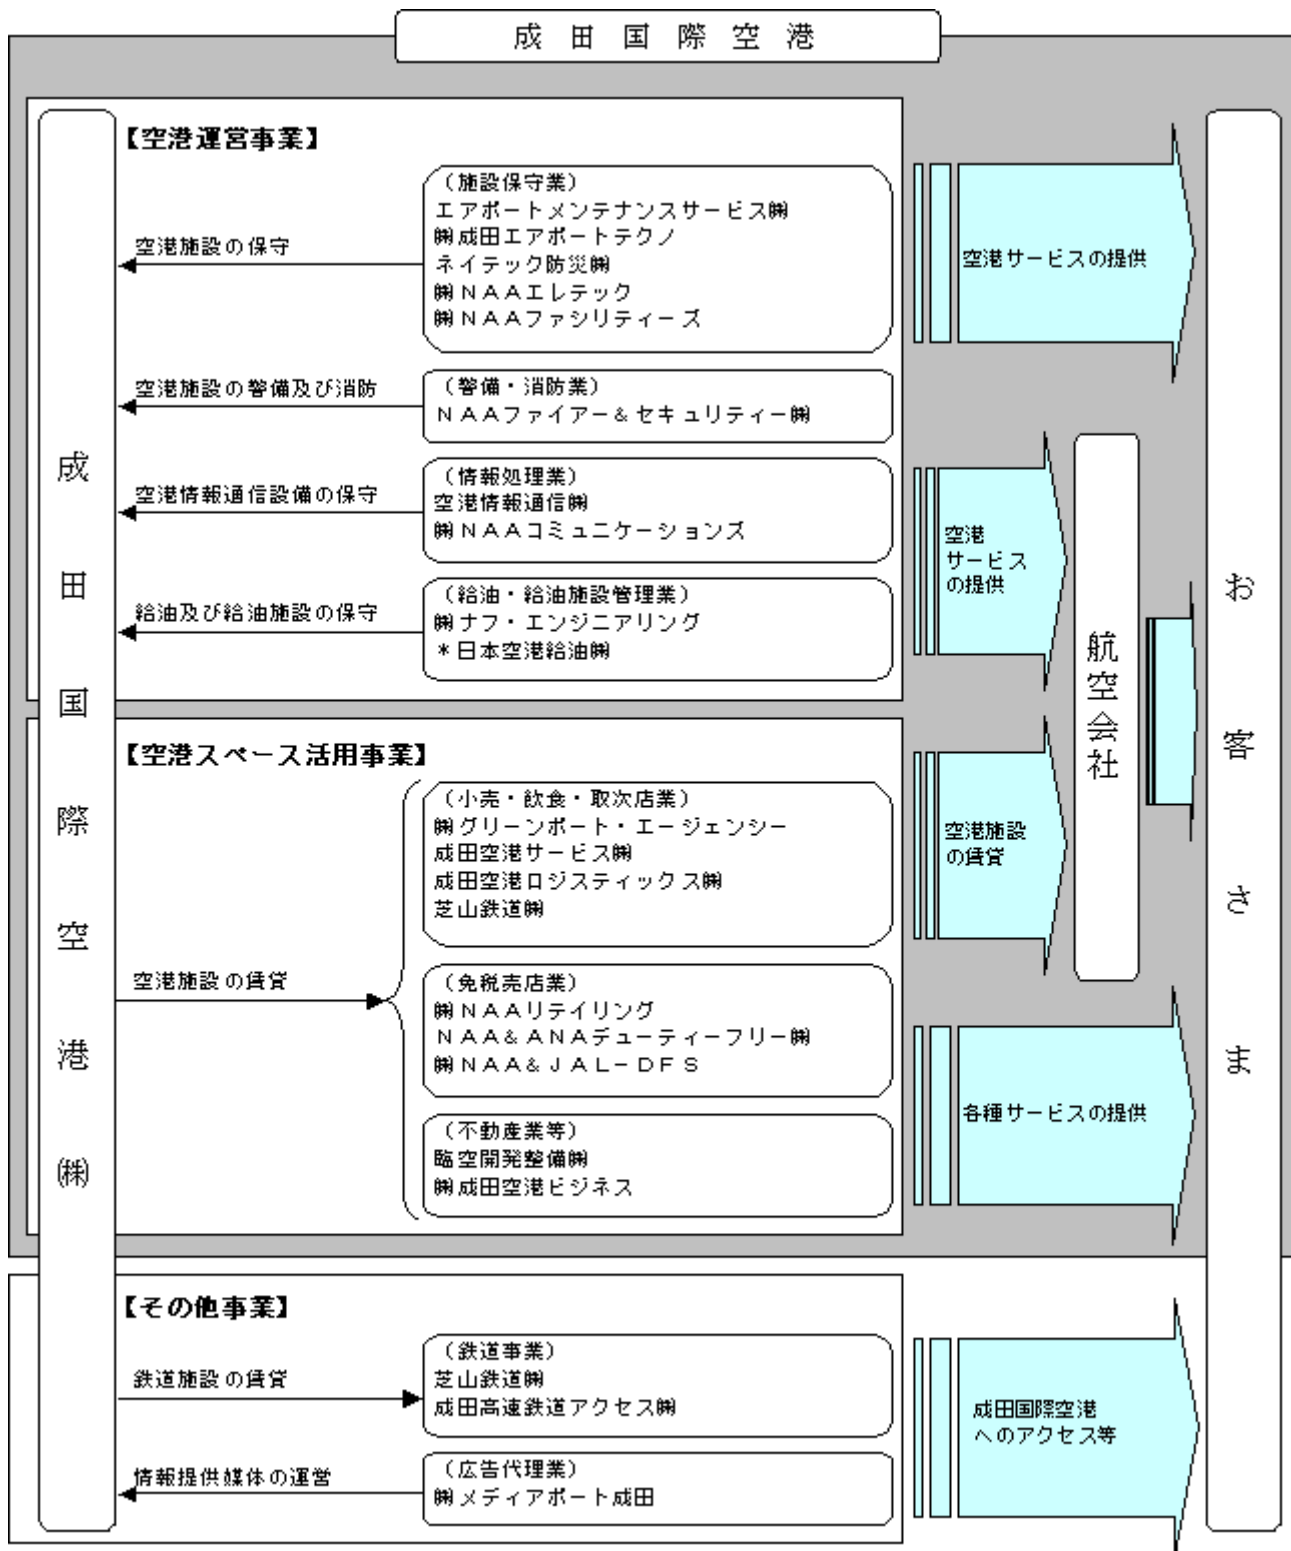 成田国際空港
成田国際空港㈱
【空港運営事業】
空港施設の保守
（施設保守業）
エアポートメンテナンスサービス㈱
㈱成田エアポートテクノ
ネイテック防災㈱
㈱ＮＡＡエレテック
㈱ＮＡＡファシリティーズ
空港施設の警備及び消防
（警備・消防業）
ＮＡＡファイアー＆セキュリティー㈱
空港情報通信設備の保守
（情報処理業）
空港情報通信㈱
㈱ＮＡＡコミュニケーションズ
給油及び給油施設の保守
（給油・給油施設管理業）
㈱ナフ・エンジニアリング
＊日本空港給油㈱
空港サービスの提供
空港
サービス
の提供
【空港スペース活用事業】
空港施設の賃貸
（小売・飲食・取次店業）
㈱グリーンポート・エージェンシー
成田空港サービス㈱
成田空港ロジスティックス㈱
芝山鉄道㈱
（免税売店業）
㈱ＮＡＡリテイリング
ＮＡＡ＆ＡＮＡデューティーフリー㈱
㈱ＮＡＡ＆ＪＡＬ－ＤＦＳ
（不動産業等）
臨空開発整備㈱
㈱成田空港ビジネス
空港施設
の賃貸
航空会社
各種サービスの提供
お客さま
【その他事業】
鉄道施設の賃貸
（鉄道事業）
芝山鉄道㈱
成田高速鉄道アクセス㈱
情報提供媒体の運営
（広告代理業）
㈱メディアポート成田
成田国際空港
へのアクセス等